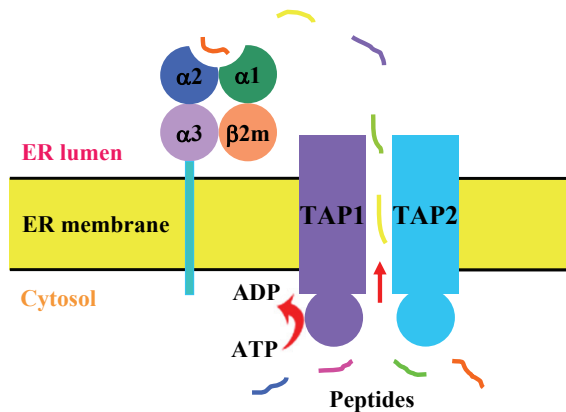 α2
α1
α3
β2m
ER lumen
TAP1
TAP2
ER membrane
Cytosol
ADP
ATP
Peptides